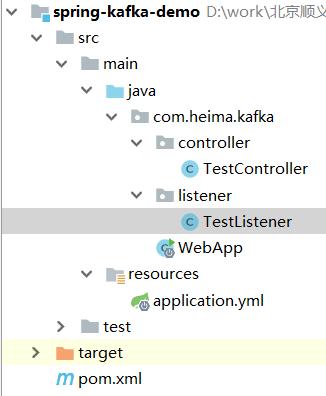 spring-kafka-demo D:\work\北京顺义
src
main
java
com.heima.kafka
controller
TestController
listener
TestListener
WebApp
resources
application.yml
test
target
pom.xml